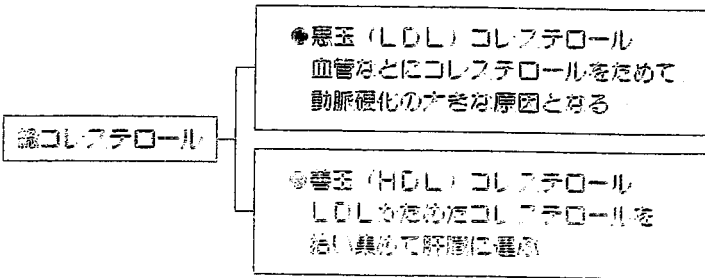 総コレステロール
●悪玉(LDL)コレステロール
血管などにコレステロールをためて
動脈硬化の大きな原因となる
●善玉(HDL)コレステロール
LDLがためたコレステロールを
拾い集めて肝臓に運ぶ